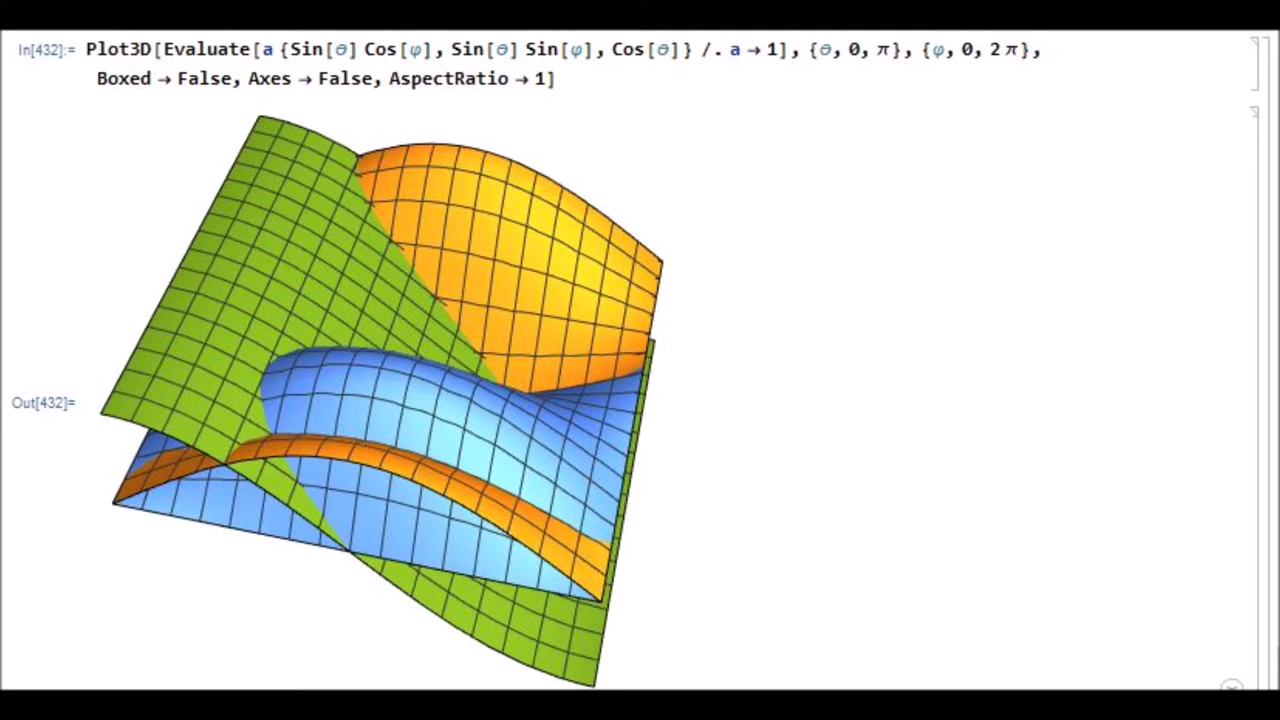 In[432]:= Plot3D[Evaluate[a {Sin[θ] Cos[φ], Sin[θ] Sin[φ], Cos[θ]} /. a → 1], {θ, 0, π}, {φ, 0, 2 π},
Boxed → False, Axes → False, AspectRatio → 1]
Out[432]=